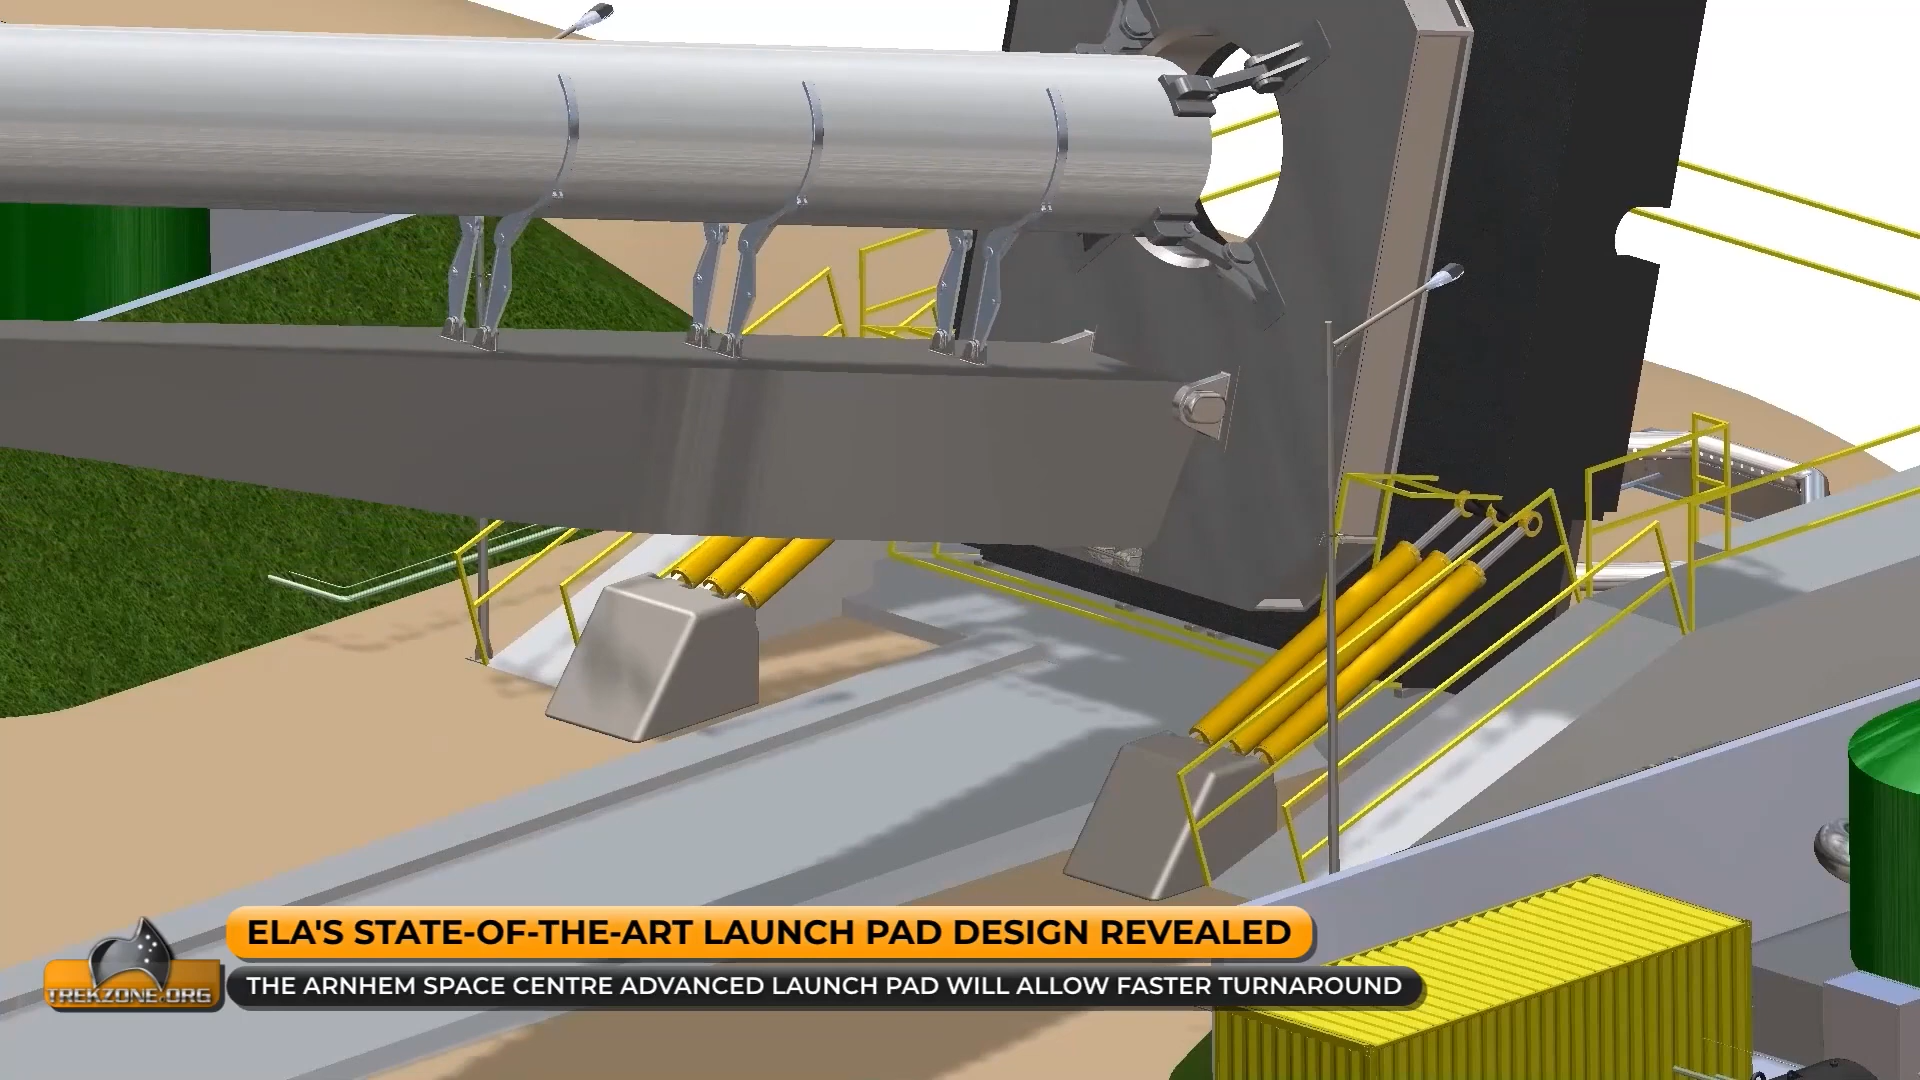 ELA'S STATE-OF-THE-ART LAUNCH PAD DESIGN REVEALED
THE ARNHEM SPACE CENTRE ADVANCED LAUNCH PAD WILL ALLOW FASTER TURNAROUND
TREKZONE.ORG